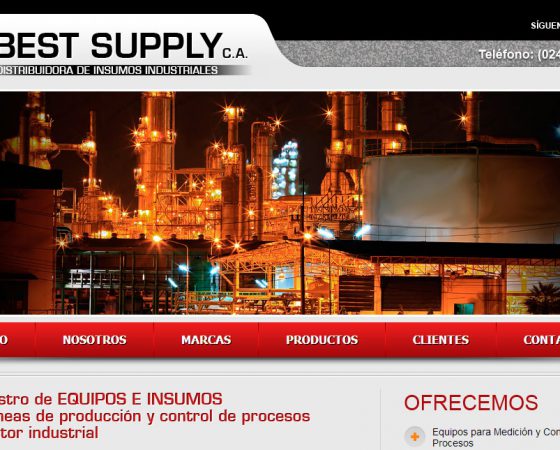 BEST SUPPLY C.A.
DISTRIBUIDORA DE INSUMOS INDUSTRIALES
SÍGUEN
Teléfono: (024
O
NOSOTROS
MARCAS
PRODUCTOS
CLIENTES
CONTA
stro de EQUIPOS E INSUMOS
neas de producción y control de procesos
tor industrial
OFRECEMOS
Equipos para Medición y Con
Procesos